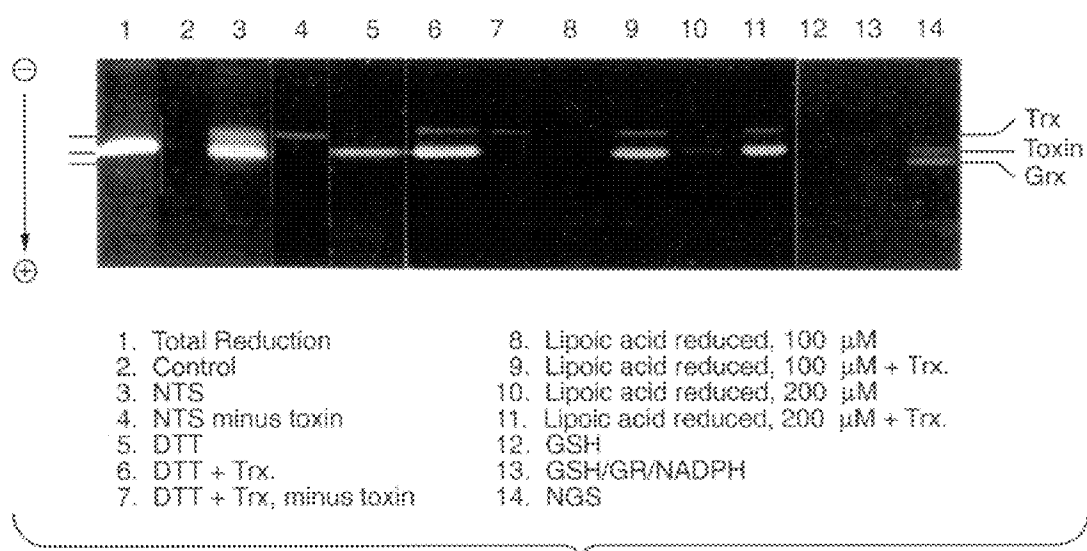 1 2 3 4 5 6 7 8 9 10 11 12 13 14
⊖
Trx
Toxin
Grx
⊕
1. Total Reduction
2. Control
3. NTS
4. NTS minus toxin
5. DTT
6. DTT + Trx.
7. DTT + Trx, minus toxin
8. Lipoic acid reduced, 100 μM
9. Lipoic acid reduced, 100 μM + Trx.
10. Lipoic acid reduced, 200 μM
11. Lipoic acid reduced, 200 μM + Trx.
12. GSH
13. GSH/GR/NADPH
14. NGS